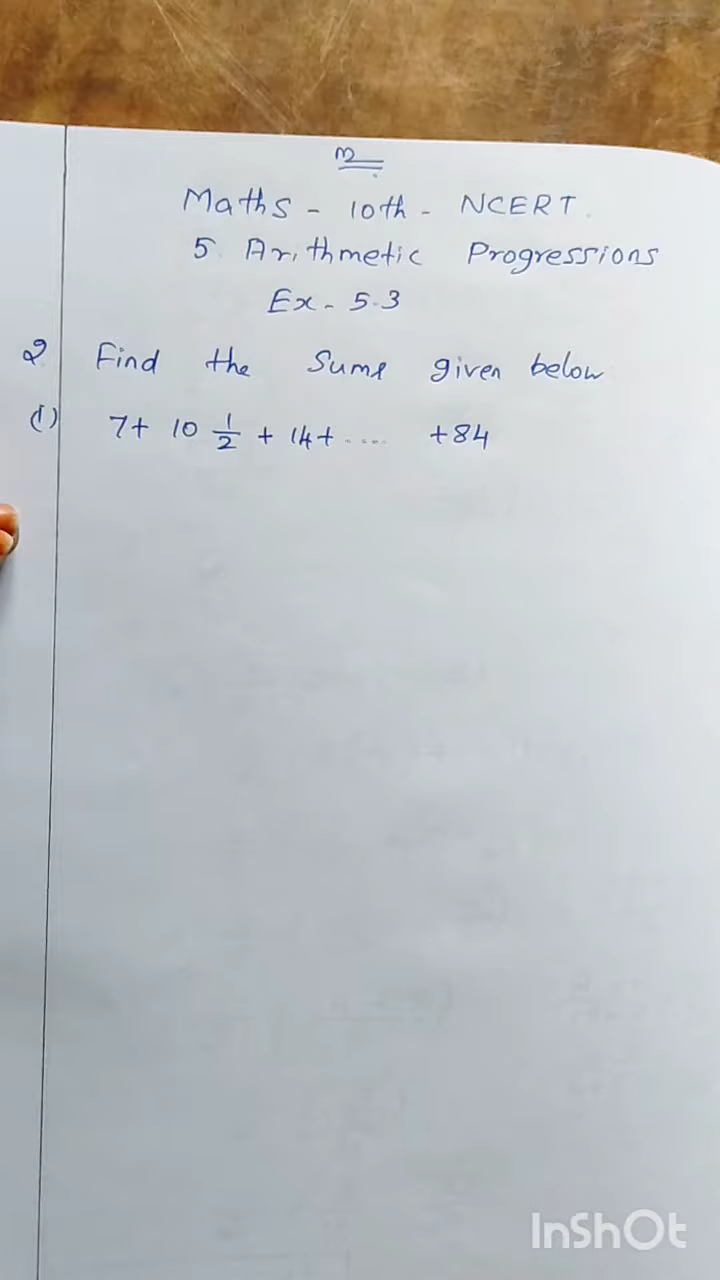 m
Maths - 10th - NCERT.
5. Arithmetic Progressions
Ex - 5.3
2. Find the Sums given below
(i) 7+ 10 1/2 + 14+ ..... +84
InShOt